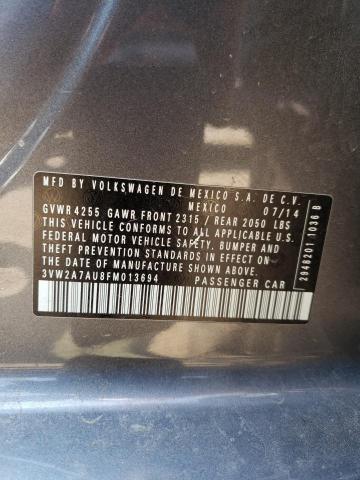 MFD BY VOLKSWAGEN DE MEXICO S.A. DE C.V.
MEXICO 07/14
GVWR 4255 GAWR FRONT 2315 / REAR 2050 LBS
THIS VEHICLE CONFORMS TO ALL APPLICABLE U.S.
FEDERAL MOTOR VEHICLE SAFETY, BUMPER AND
THEFT PREVENTION STANDARDS IN EFFECT ON
THE DATE OF MANUFACTURE SHOWN ABOVE.
3VW2A7AU8FM013694 PASSENGER CAR
2948201 1036 B